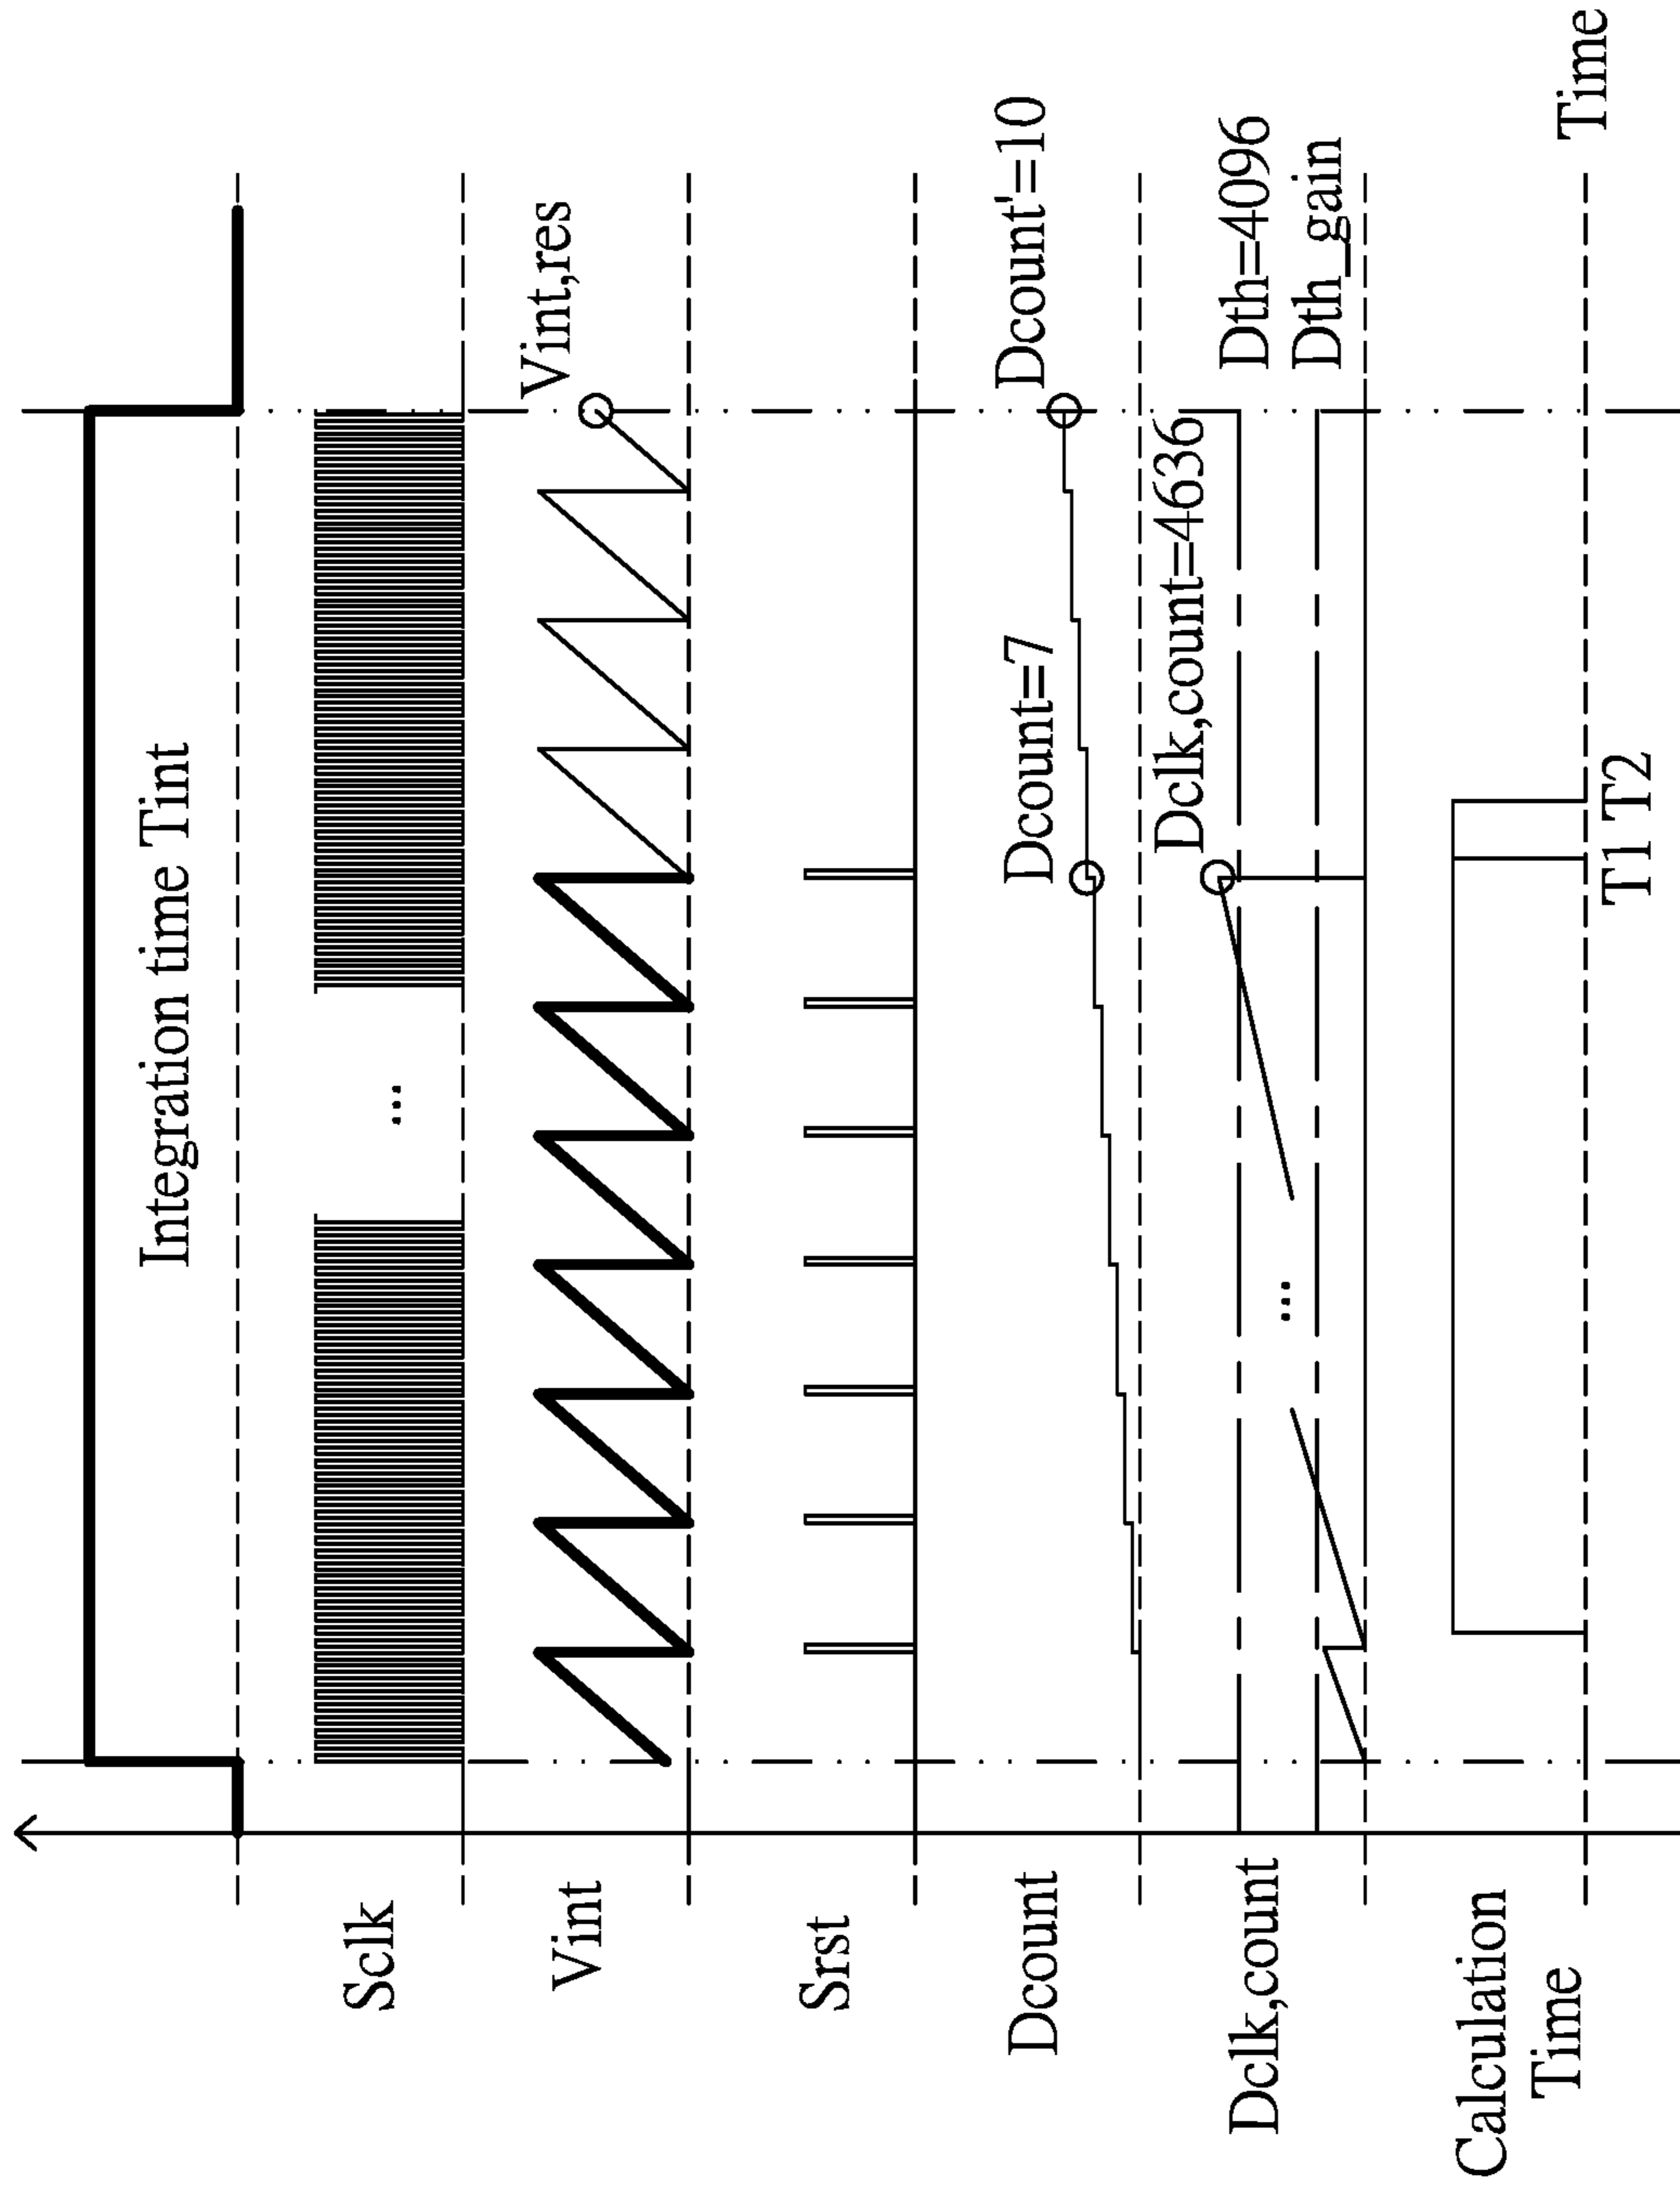 Integration time Tint
Sclk
...
Vint
Vint,res
Srst
Dcount
Dcount=7
Dcount'=10
Dclk,count
...
Dclk,count=4636
Dth=4096
Dth_gain
Calculation
Time
T1 T2
Time